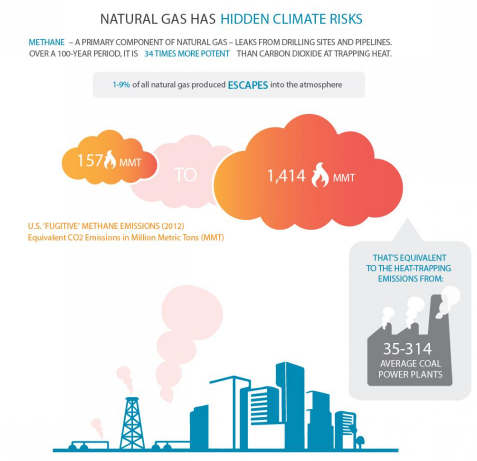 NATURAL GAS HAS HIDDEN CLIMATE RISKS
METHANE – A PRIMARY COMPONENT OF NATURAL GAS – LEAKS FROM DRILLING SITES AND PIPELINES.
OVER A 100-YEAR PERIOD, IT IS 34 TIMES MORE POTENT THAN CARBON DIOXIDE AT TRAPPING HEAT.
1-9% of all natural gas produced ESCAPES into the atmosphere
157 MMT
TO
1,414 MMT
U.S. 'FUGITIVE' METHANE EMISSIONS (2012)
Equivalent CO2 Emissions in Million Metric Tons (MMT)
THAT'S EQUIVALENT
TO THE HEAT-TRAPPING
EMISSIONS FROM:
35-314
AVERAGE COAL
POWER PLANTS